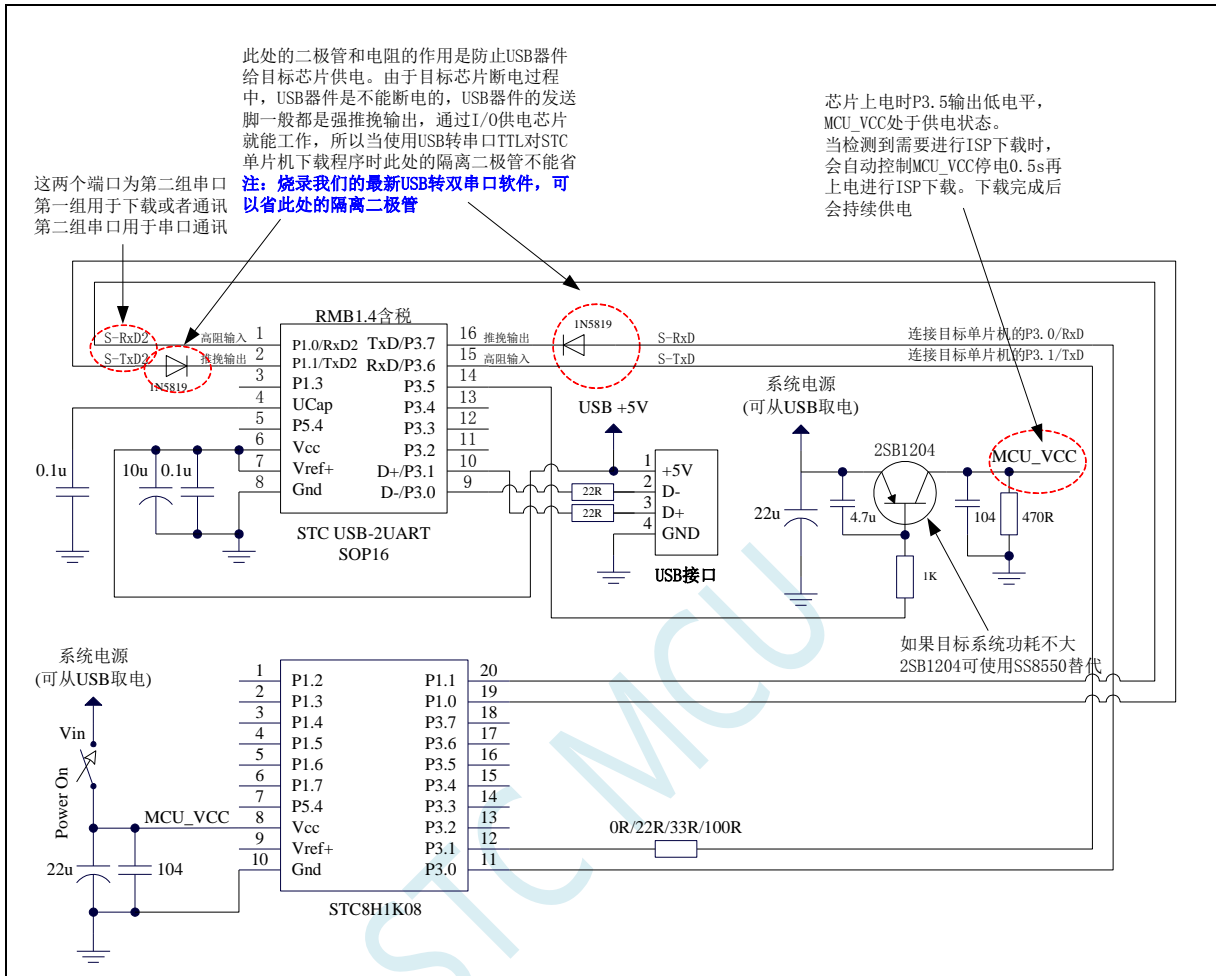 此处的二极管和电阻的作用是防止USB器件
给目标芯片供电。由于目标芯片断电过程
中，USB器件是不能断电的，USB器件的发送
脚一般都是强推挽输出，通过I/O供电芯片
就能工作，所以当使用USB转串口TTL对STC
单片机下载程序时此处的隔离二极管不能省
注：烧录我们的最新USB转双串口软件，可
以省此处的隔离二极管
这两个端口为第二组串口
第一组用于下载或者通讯
第二组串口用于串口通讯
芯片上电时P3.5输出低电平，
MCU_VCC处于供电状态。
当检测到需要进行ISP下载时，
会自动控制MCU_VCC停电0.5s再
上电进行ISP下载。下载完成后
会持续供电
RMB1.4含税
S-RxD2 高阻输入 1 P1.0/RxD2 TxD/P3.7 16 推挽输出 1N5819 S-RxD 连接目标单片机的P3.0/RxD
S-TxD2 推挽输出 2 P1.1/TxD2 RxD/P3.6 15 高阻输入 S-TxD 连接目标单片机的P3.1/TxD
1N5819 3 P1.3 P3.5 14
4 UCap P3.4 13
5 P5.4 P3.3 12
6 Vcc P3.2 11
7 Vref+ D+/P3.1 10
8 Gnd D-/P3.0 9
0.1u 10u 0.1u
STC USB-2UART
SOP16
USB +5V
1 +5V
22R 2 D-
22R 3 D+
4 GND
USB接口
系统电源
(可从USB取电)
2SB1204
MCU_VCC
22u 4.7u 104 470R
1K
如果目标系统功耗不大
2SB1204可使用SS8550替代
系统电源
(可从USB取电)
Vin
Power On
MCU_VCC
22u 104
1 P1.2 P1.1 20
2 P1.3 P1.0 19
3 P1.4 P3.7 18
4 P1.5 P3.6 17
5 P1.6 P3.5 16
6 P1.7 P3.4 15
7 P5.4 P3.3 14
8 Vcc P3.2 13
9 Vref+ P3.1 12
10 Gnd P3.0 11
0R/22R/33R/100R
STC8H1K08
STC MCU